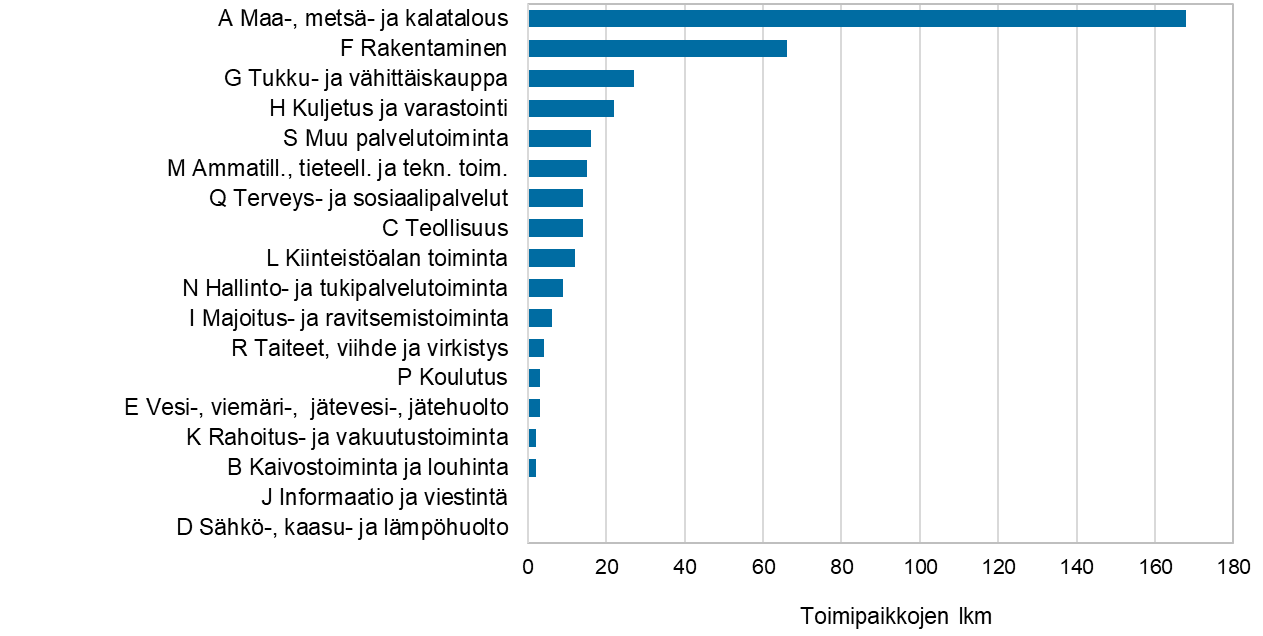 A Maa-, metsä- ja kalatalous
F Rakentaminen
G Tukku- ja vähittäiskauppa
H Kuljetus ja varastointi
S Muu palvelutoiminta
M Ammatill., tieteell. ja tekn. toim.
Q Terveys- ja sosiaalipalvelut
C Teollisuus
L Kiinteistöalan toiminta
N Hallinto- ja tukipalvelutoiminta
I Majoitus- ja ravitsemistoiminta
R Taiteet, viihde ja virkistys
P Koulutus
E Vesi-, viemäri-,  jätevesi-, jätehuolto
K Rahoitus- ja vakuutustoiminta
B Kaivostoiminta ja louhinta
J Informaatio ja viestintä
D Sähkö-, kaasu- ja lämpöhuolto
0 20 40 60 80 100 120 140 160 180
Toimipaikkojen lkm